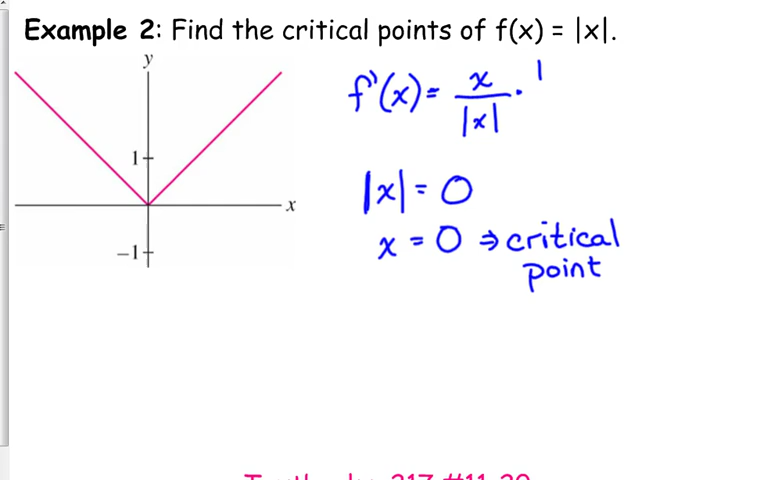 Example 2: Find the critical points of f(x) = |x|.
y
1
x
−1
f'(x) = x/|x| · 1
|x| = 0
x = 0 ⇒ critical
point